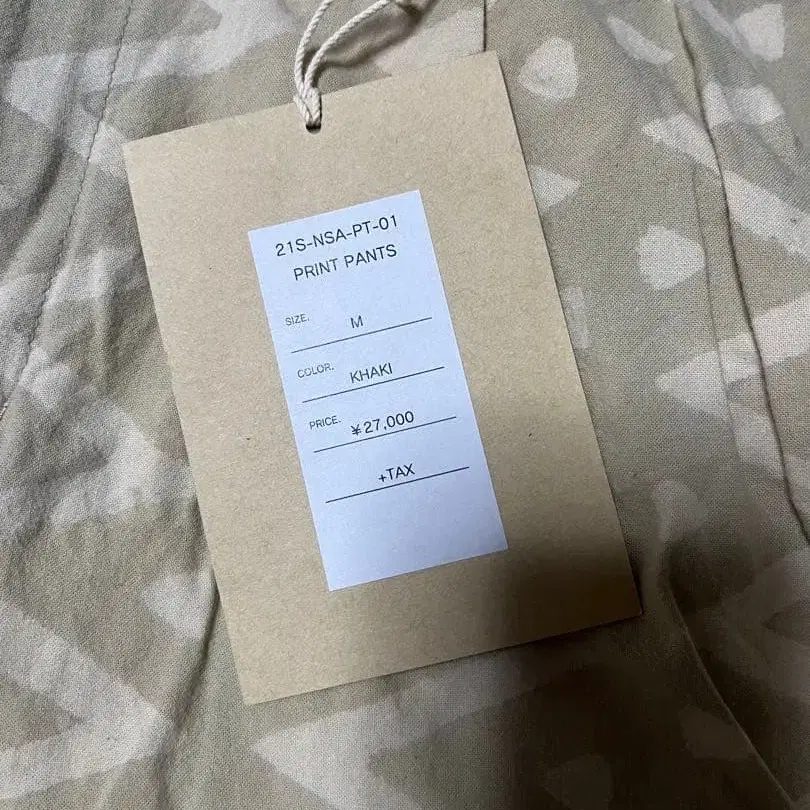 21S-NSA-PT-01
PRINT PANTS
SIZE. M
COLOR. KHAKI
PRICE. ¥27,000
+TAX